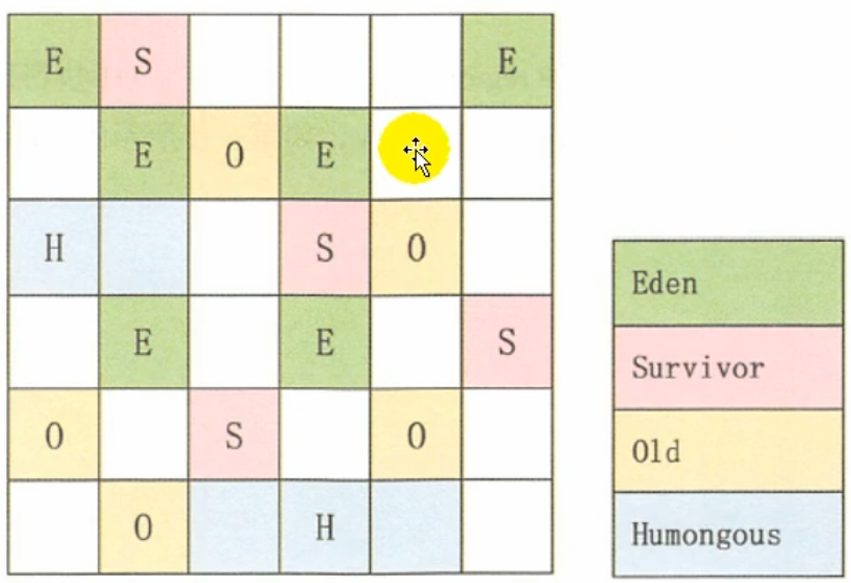 E S E
E O E
H S O
E E S
O S O
O H
Eden
Survivor
Old
Humongous